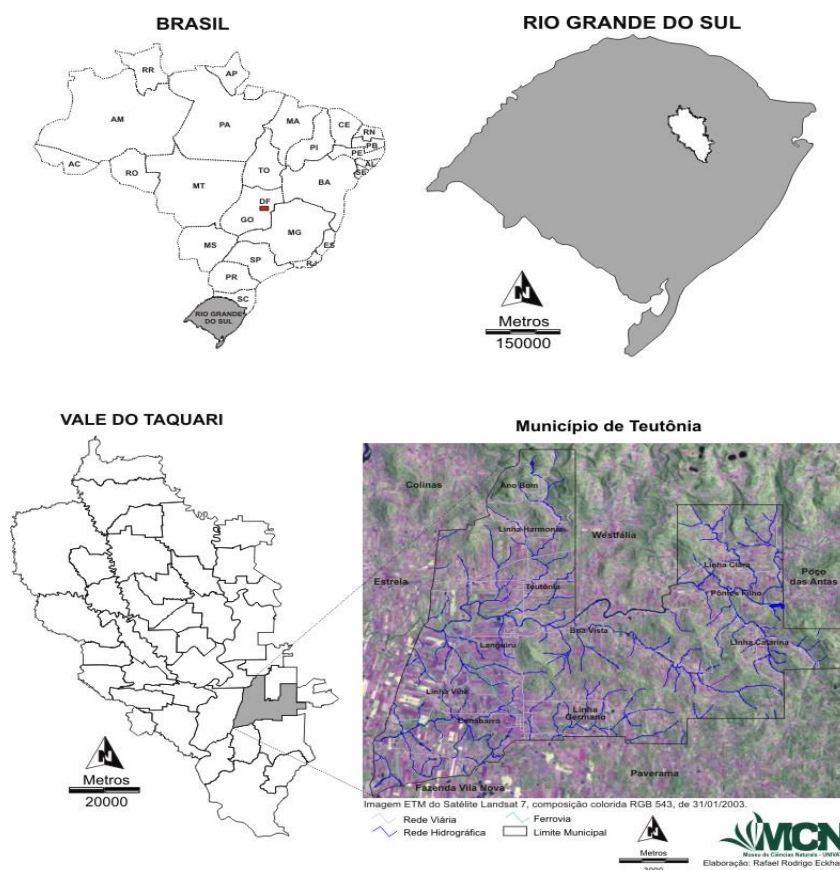 BRASIL
RR
AP
AM
PA
MA
CE
RN
PB
PE
AL
SE
PI
AC
RO
TO
BA
MT
DF
GO
MG
ES
MS
SP
RJ
PR
SC
RIO GRANDE
DO SUL
RIO GRANDE DO SUL
N
Metros
150000
VALE DO TAQUARI
N
Metros
20000
Município de Teutônia
Colinas
Ano Bom
Linha Harmonia
Westfália
Linha Clara
Poço
das Antas
Estrela
Teutônia
Pontes Filho
Boa Vista
Languiru
Linha Catarina
Linha
Germano
Paverama
Fazenda Vila Nova
Imagem ETM do Satélite Landsat 7, composição colorida RGB 543, de 31/01/2003.
Rede Viária
Ferrovia
Rede Hidrográfica
Limite Municipal
N
Metros
MCN
Museu de Ciências Naturais - UNIVA
Elaboração: Rafael Rodrigo Eckha